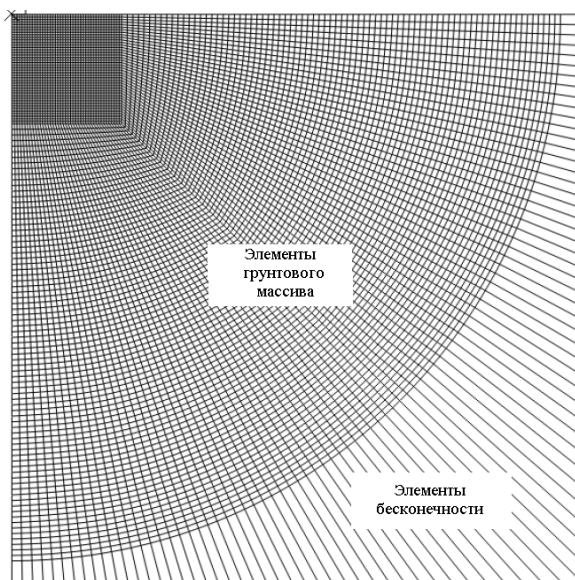 Элементы
грунтового
массива
Элементы
бесконечности